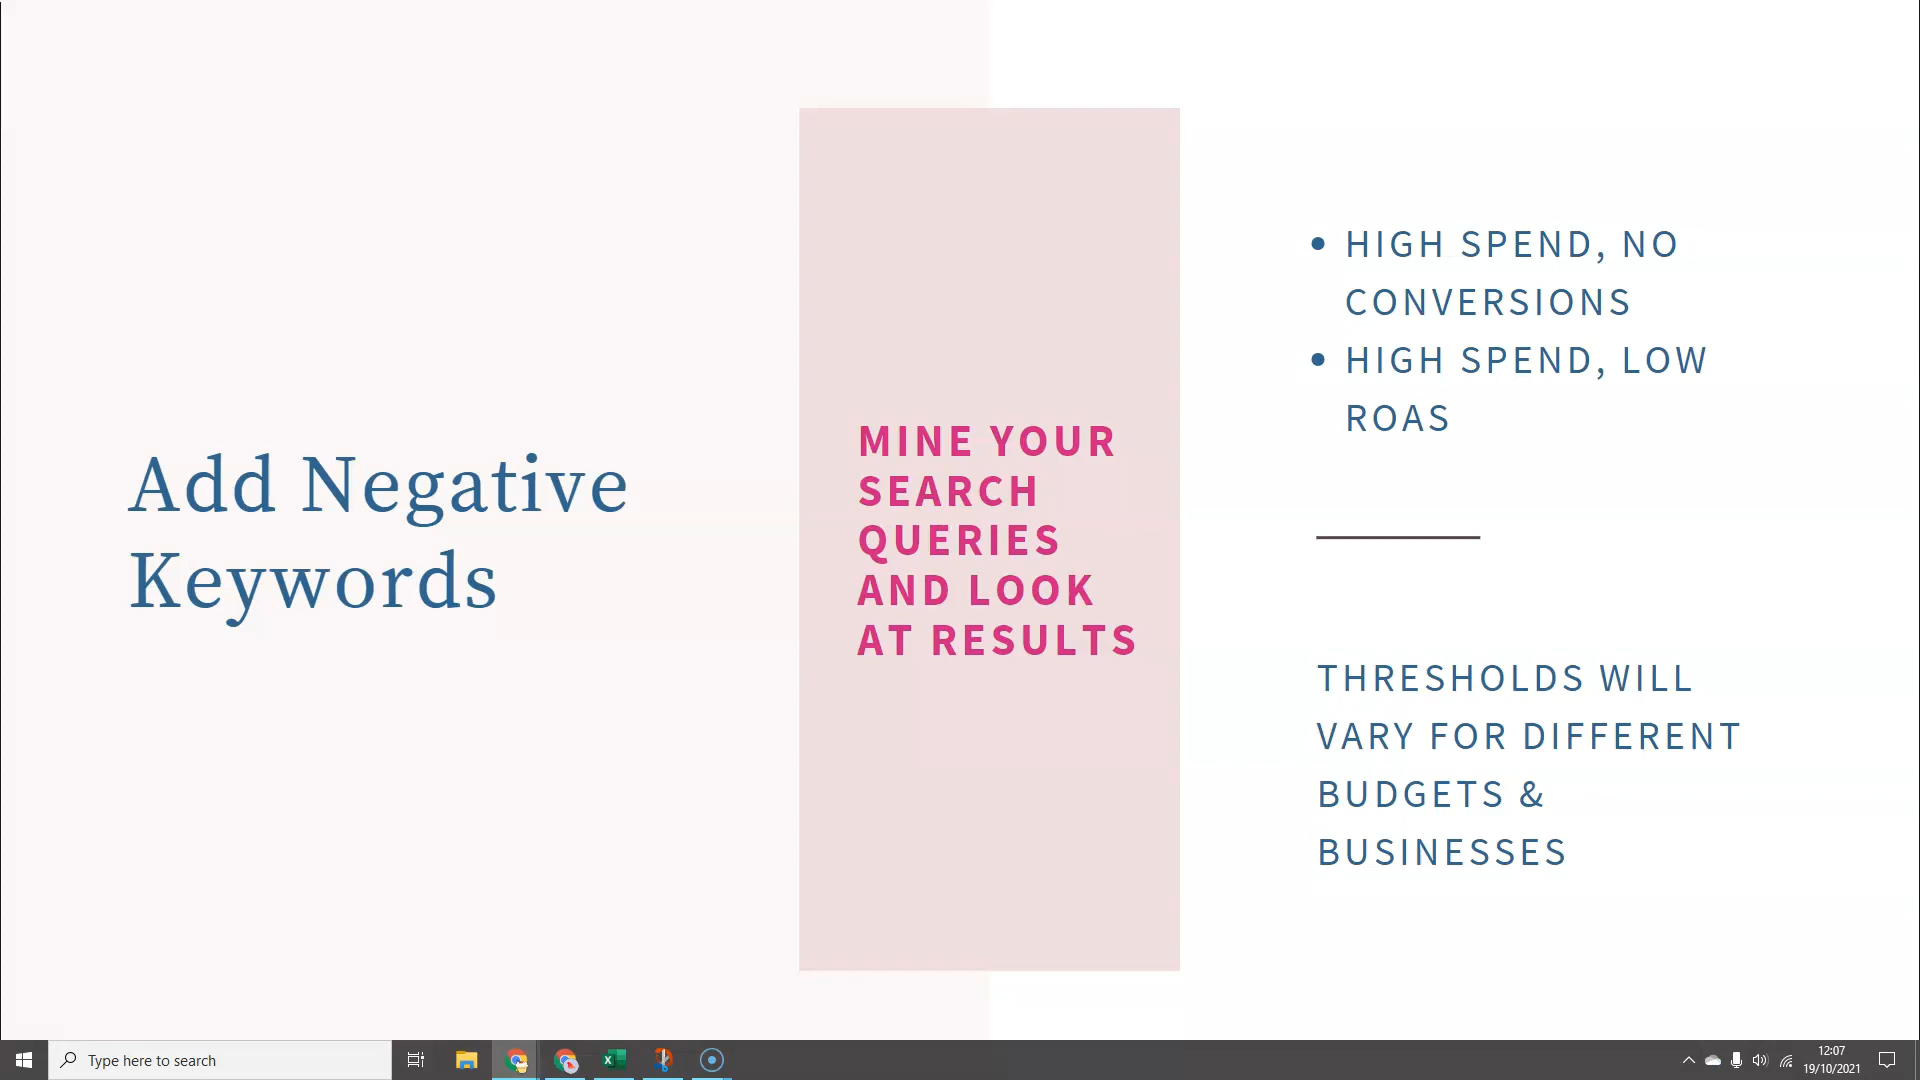 Add Negative
Keywords
MINE YOUR
SEARCH
QUERIES
AND LOOK
AT RESULTS
HIGH SPEND, NO
CONVERSIONS
HIGH SPEND, LOW
ROAS
THRESHOLDS WILL
VARY FOR DIFFERENT
BUDGETS &
BUSINESSES
Type here to search
12:07
19/10/2021